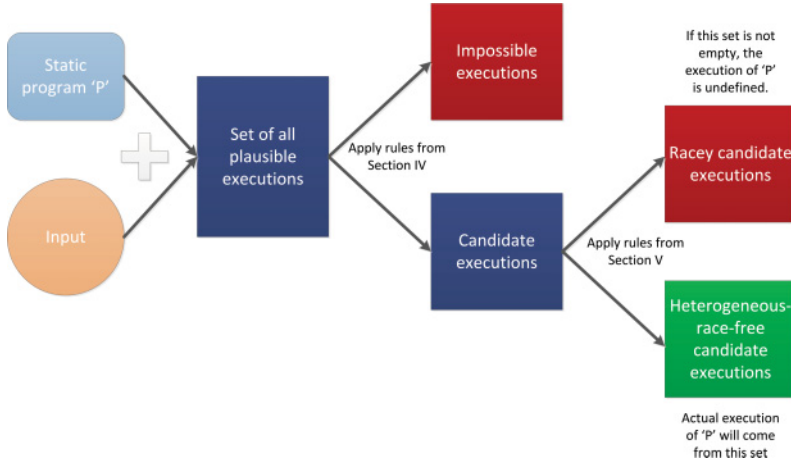 Static
program ‘P’
Input
Set of all
plausible
executions
Apply rules from
Section IV
Impossible
executions
Candidate
executions
Apply rules from
Section V
If this set is not
empty, the
execution of ‘P’
is undefined.
Racey candidate
executions
Heterogeneous-
race-free
candidate
executions
Actual execution
of ‘P’ will come
from this set